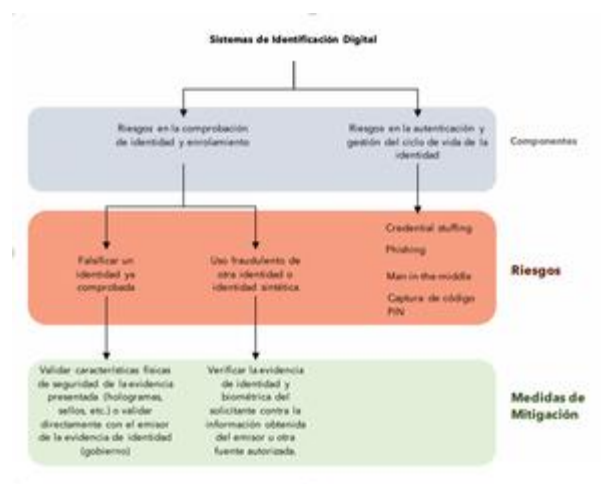 Sistemas de Identificación Digital
Riesgos en la comprobación
de identidad y enrolamiento
Riesgos en la autenticación y
gestión del ciclo de vida de la
identidad
Componentes
Falsificar un
identidad ya
comprobada
Uso fraudulento de
otra identidad o
identidad sintética
Credential stuffing
Phishing
Man in the middle
Captura de código
PIN
Riesgos
Validar características físicas
de seguridad de la evidencia
presentada (hologramas,
sellos, etc.) o validar
directamente con el emisor
de la evidencia de identidad
(gobierno)
Verificar la evidencia
de identidad y
biométrica del
solicitante contra la
información obtenida
del emisor u otra
fuente autorizada.
Medidas de
Mitigación